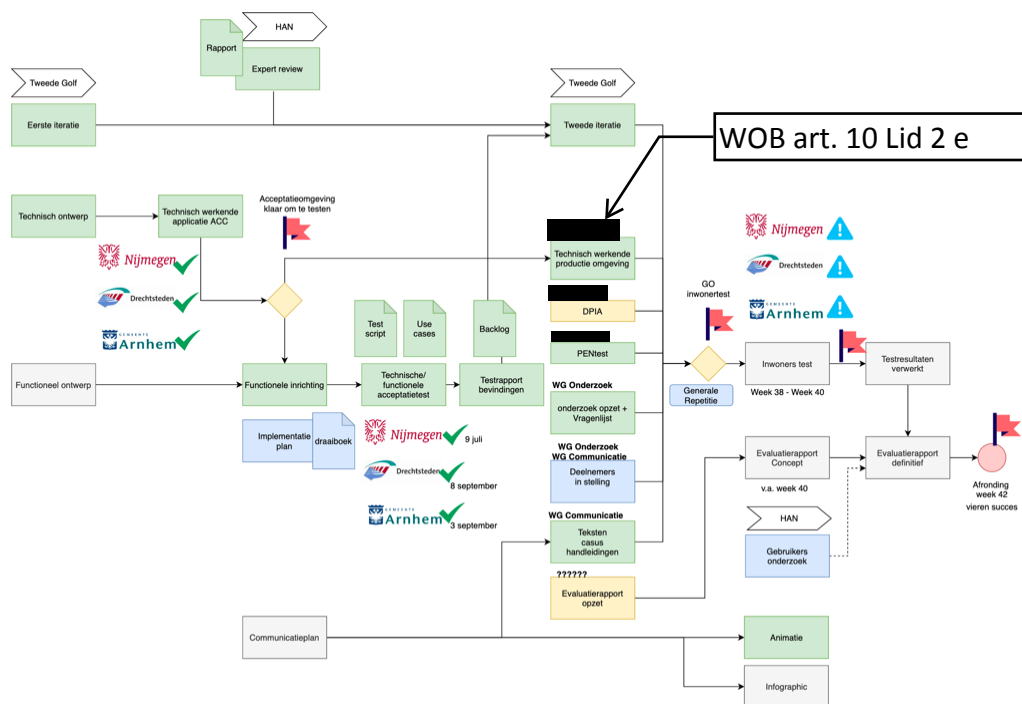 HAN
Rapport
Expert review
Tweede Golf
Eerste iteratie
Tweede Golf
Tweede iteratie
WOB art. 10 Lid 2 e
Technisch ontwerp
Technisch werkende
applicatie ACC
Acceptatieomgeving
klaar om te testen
Nijmegen
Drechtsteden
GEMEENTE
Arnhem
Technisch werkende
productie omgeving
DPIA
PENtest
Nijmegen
Drechtsteden
GEMEENTE
Arnhem
GO
inwonertest
Test
script
Use
cases
Backlog
Functioneel ontwerp
Functionele inrichting
Technische/
functionele
acceptatietest
Testrapport
bevindingen
Implementatie
plan
draaiboek
Nijmegen
9 juli
Drechtsteden
8 september
GEMEENTE
Arnhem
3 september
WG Onderzoek
onderzoek opzet +
Vragenlijst
WG Onderzoek
WG Communicatie
Deelnemers
in stelling
WG Communicatie
Teksten
casus
handleidingen
??????
Evaluatierapport
opzet
Generale
Repetitie
Inwoners test
Week 38 - Week 40
Testresultaten
verwerkt
Evaluatierapport
Concept
v.a. week 40
Evaluatierapport
definitief
Afronding
week 42
vieren succes
HAN
Gebruikers
onderzoek
Communicatieplan
Animatie
Infographic